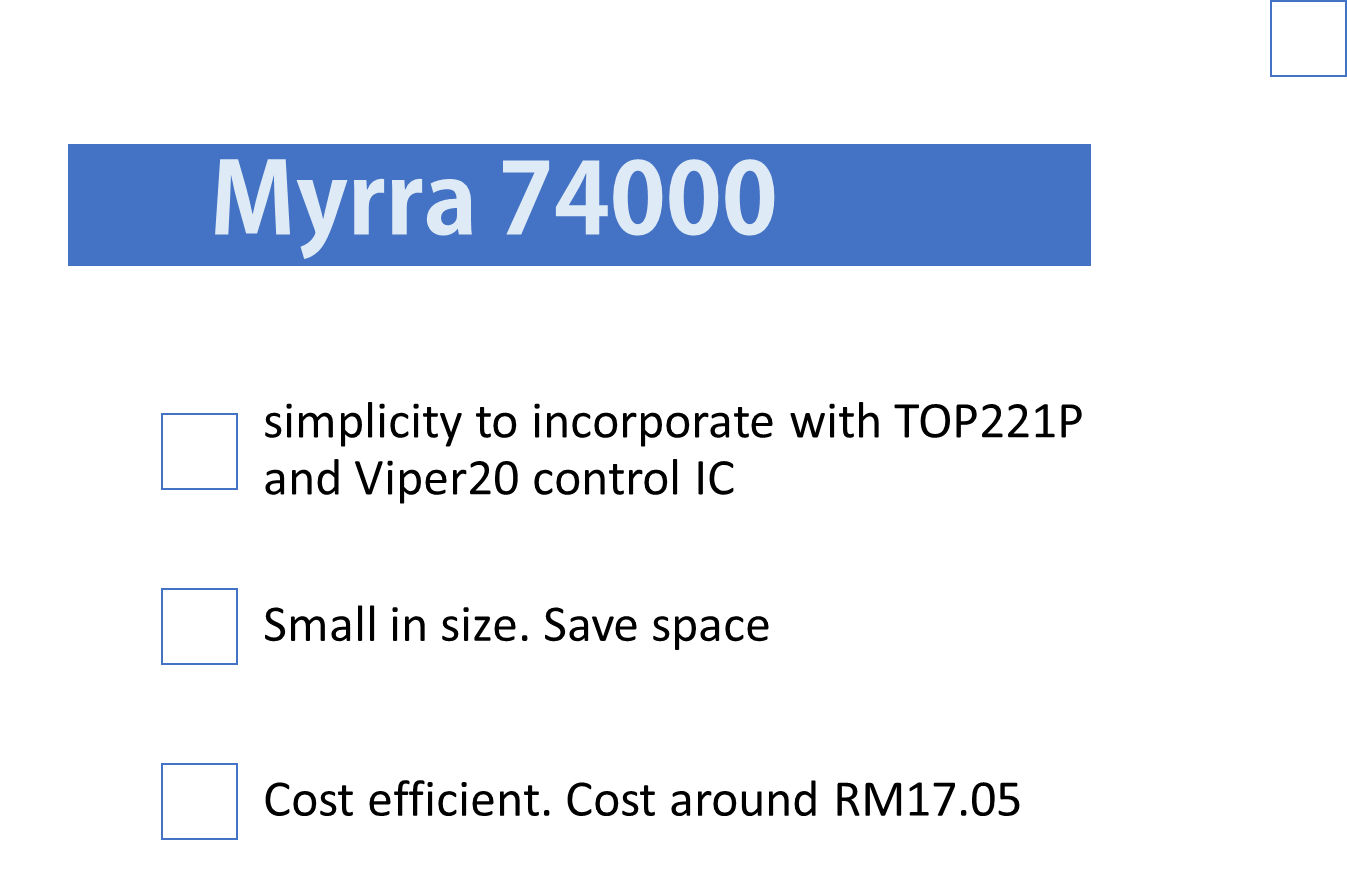 Myrra 74000
simplicity to incorporate with TOP221P
and Viper20 control IC
Small in size. Save space
Cost efficient. Cost around RM17.05